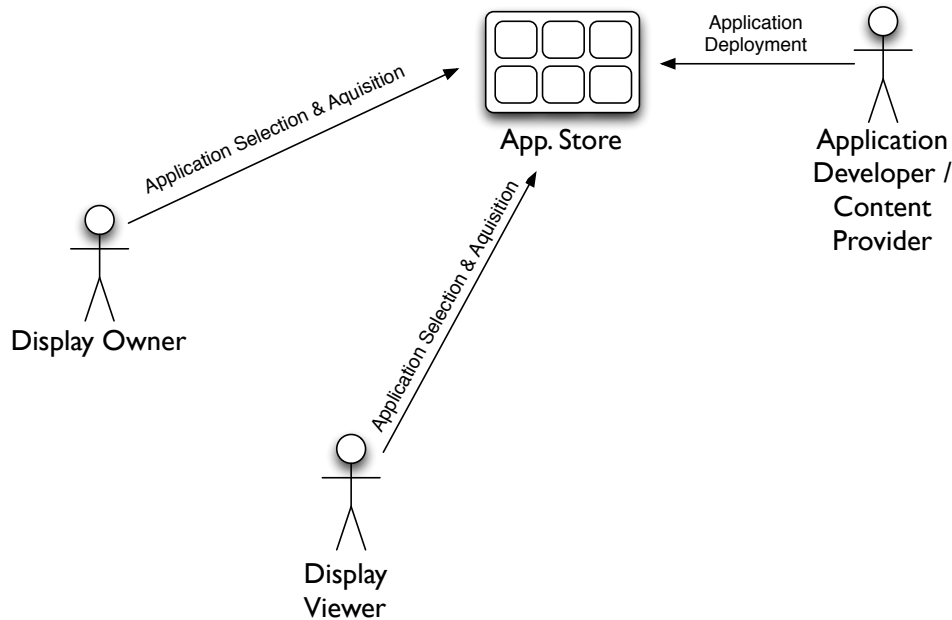 Application
Deployment
Application Selection & Aquisition
App. Store
Application
Developer /
Content
Provider
Application Selection & Aquisition
Display Owner
Display
Viewer